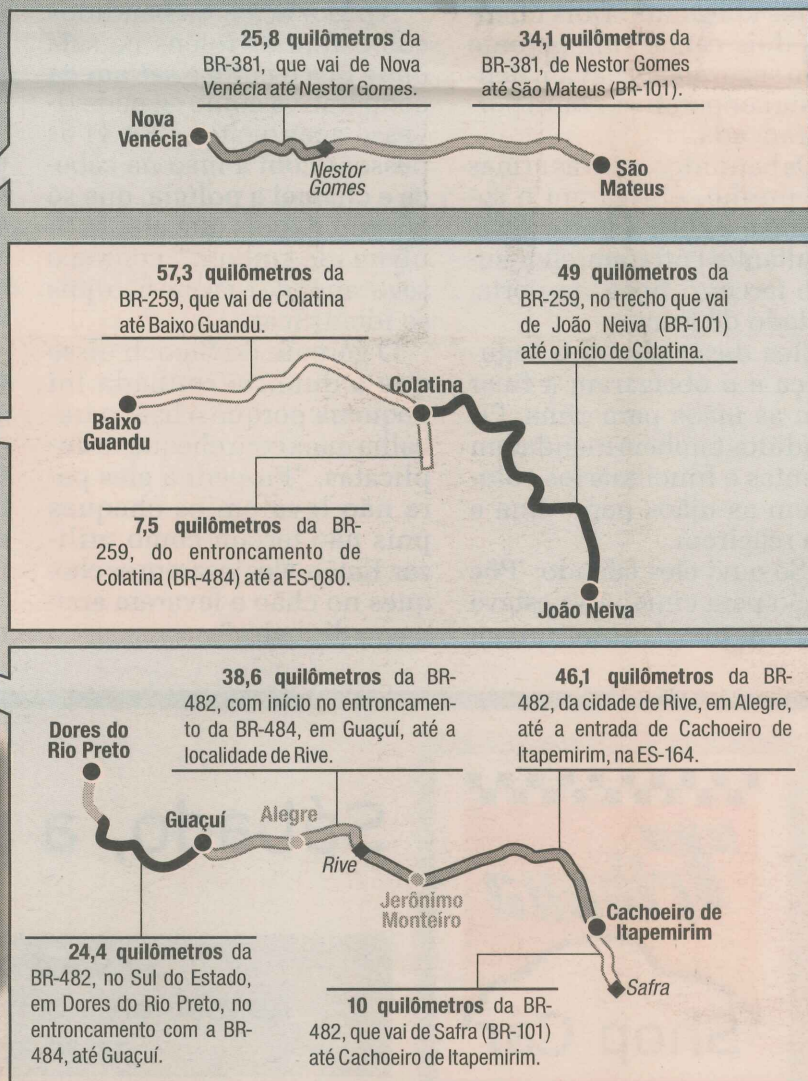 25,8 quilômetros da
BR-381, que vai de Nova
Venécia até Nestor Gomes.
34,1 quilômetros da
BR-381, de Nestor Gomes
até São Mateus (BR-101).
Nova
Venécia
Nestor
Gomes
São
Mateus
57,3 quilômetros da
BR-259, que vai de Colatina
até Baixo Guandu.
49 quilômetros da
BR-259, no trecho que vai
de João Neiva (BR-101)
até o início de Colatina.
Colatina
Baixo
Guandu
7,5 quilômetros da BR-
259, do entroncamento de
Colatina (BR-484) até a ES-080.
João Neiva
38,6 quilômetros da BR-
482, com início no entroncamen-
to da BR-484, em Guaçuí, até a
localidade de Rive.
46,1 quilômetros da BR-
482, da cidade de Rive, em Alegre,
até a entrada de Cachoeiro de
Itapemirim, na ES-164.
Dores do
Rio Preto
Guaçuí
Alegre
Rive
Jerônimo
Monteiro
Cachoeiro de
Itapemirim
Safra
24,4 quilômetros da
BR-482, no Sul do Estado,
em Dores do Rio Preto, no
entroncamento com a BR-
484, até Guaçuí.
10 quilômetros da BR-
482, que vai de Safra (BR-101)
até Cachoeiro de Itapemirim.